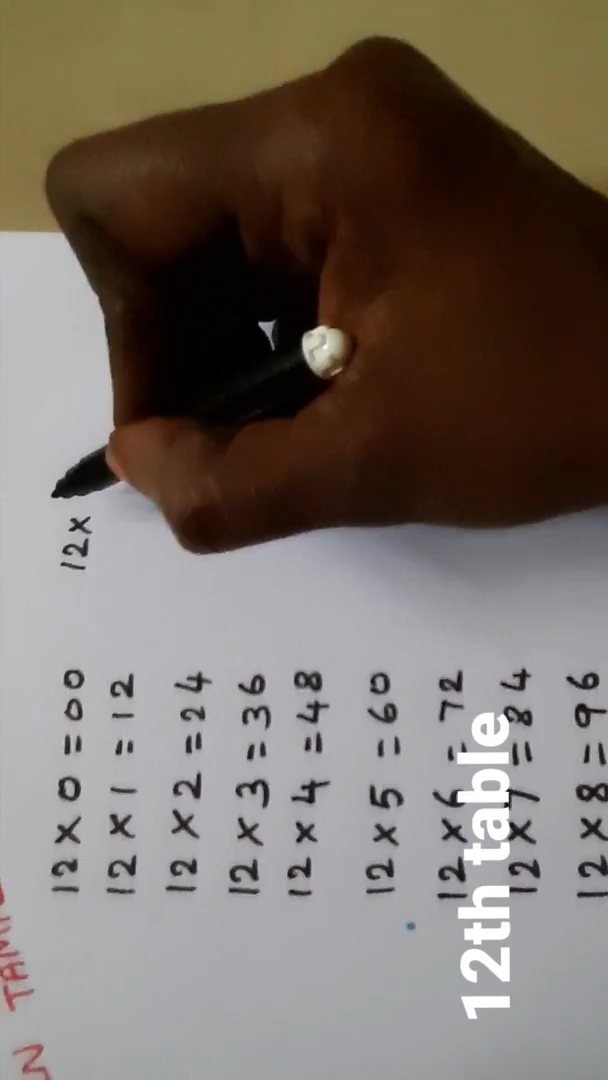 12 x 0 = 00
12 x 1 = 12
12 x 2 = 24
12 x 3 = 36
12 x 4 = 48
12 x 5 = 60
12 x 6 = 72
12 x 7 = 84
12 x 8 = 96
12 x
12th table